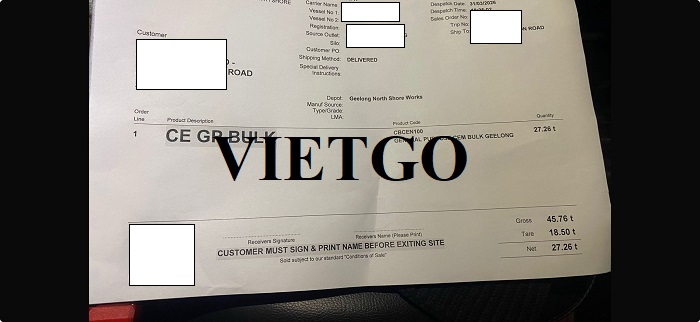 Carrier Name:
Vessel No 1:
Vessel No 2:
Registration:
Source Outlet:
Silo:
Customer PO:
Shipping Method: DELIVERED
Special Delivery
Instructions
Despatch Date:
Despatch Time:
Sales Order No:
Trip No:
Ship To:
N ROAD
Customer
ROAD
Depot: Geelong North Shore Works
Manuf Source:
Type/Grade:
LMA:
Order
Line
Product Description
Product Code
Quantity
1 CE GP BULK CBCEN100 27.26 t
CEM BULK GEELONG
VIETGO
Gross 45.76 t
Tare 18.50 t
Net 27.26 t
Receivers Signature
Receivers Name (Please Print)
CUSTOMER MUST SIGN & PRINT NAME BEFORE EXITING SITE
Sold subject to our standard "Conditions of Sale"